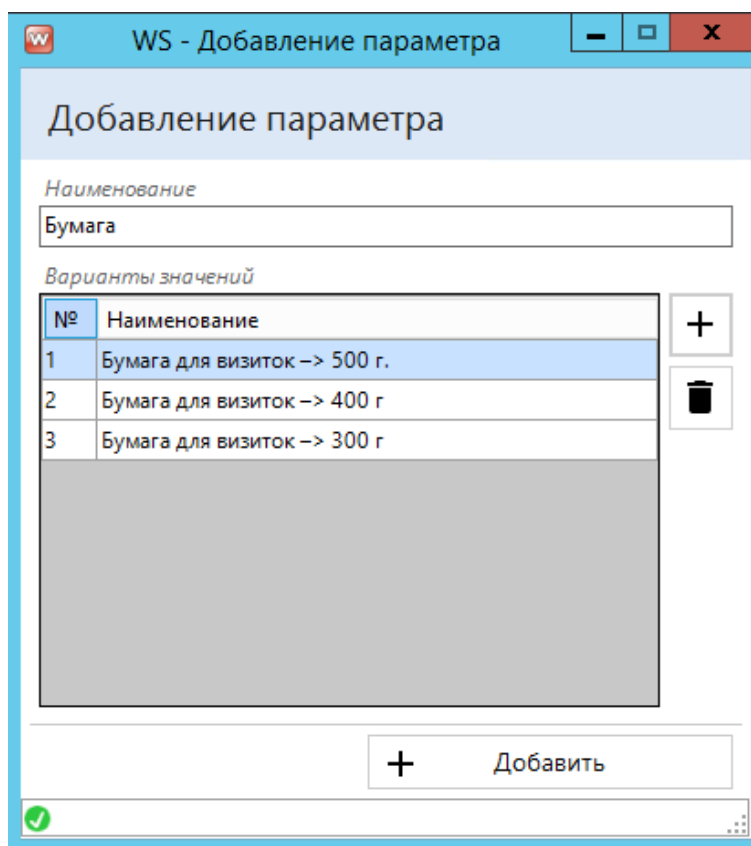 WS - Добавление параметра
Добавление параметра
Наименование
Бумага
Варианты значений
№ Наименование
1 Бумага для визиток –> 500 г.
2 Бумага для визиток –> 400 г
3 Бумага для визиток –> 300 г
Добавить